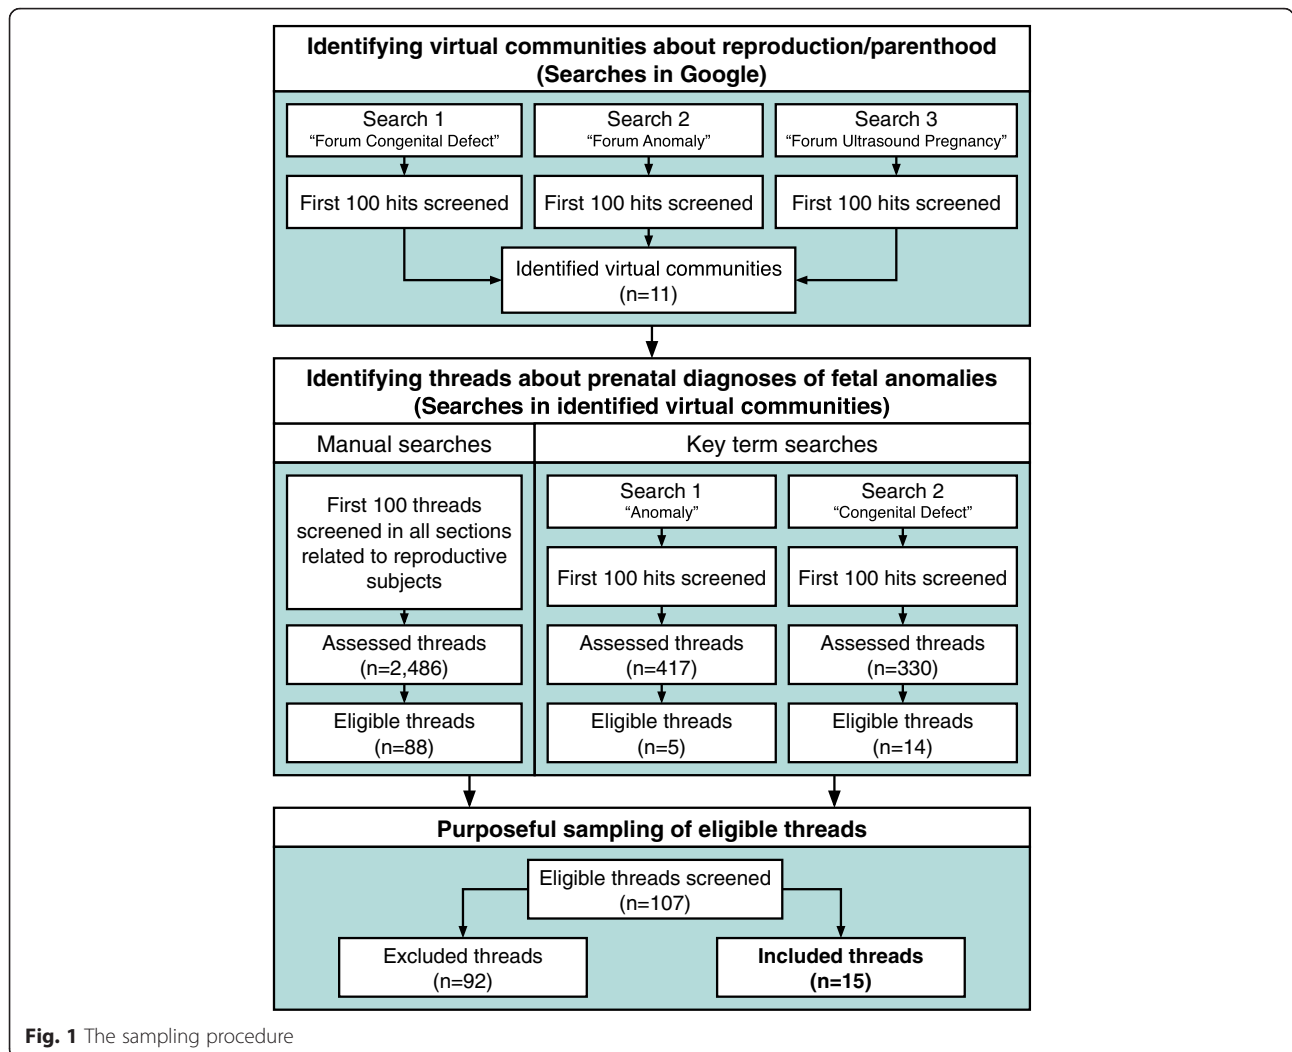 Identifying virtual communities about reproduction/parenthood
(Searches in Google)
Search 1
“Forum Congenital Defect”
Search 2
“Forum Anomaly”
Search 3
“Forum Ultrasound Pregnancy”
First 100 hits screened
First 100 hits screened
First 100 hits screened
Identified virtual communities
(n=11)
Identifying threads about prenatal diagnoses of fetal anomalies
(Searches in identified virtual communities)
Manual searches
Key term searches
First 100 threads
screened in all sections
related to reproductive
subjects
Assessed threads
(n=2,486)
Eligible threads
(n=88)
Search 1
“Anomaly”
First 100 hits screened
Assessed threads
(n=417)
Eligible threads
(n=5)
Search 2
“Congenital Defect”
First 100 hits screened
Assessed threads
(n=330)
Eligible threads
(n=14)
Purposeful sampling of eligible threads
Eligible threads screened
(n=107)
Excluded threads
(n=92)
Included threads
(n=15)
Fig. 1 The sampling procedure